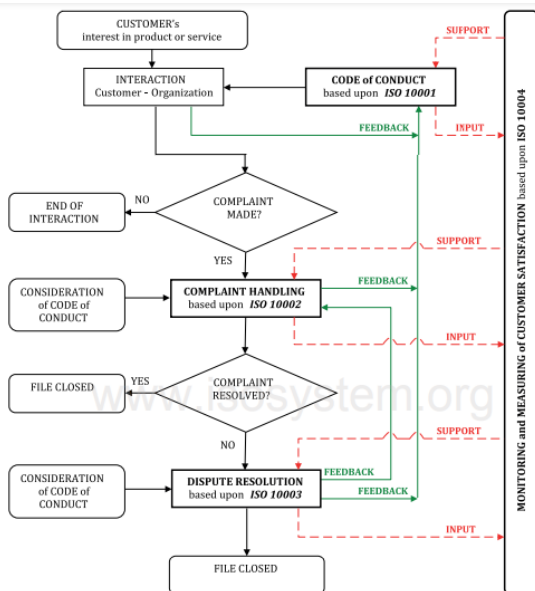 CUSTOMER's
interest in product or service
SUPPORT
INTERACTION
Customer - Organization
CODE of CONDUCT
based upon ISO 10001
FEEDBACK
INPUT
END OF
INTERACTION
NO
COMPLAINT
MADE?
SUPPORT
YES
CONSIDERATION
of CODE of
CONDUCT
COMPLAINT HANDLING
based upon ISO 10002
FEEDBACK
INPUT
FILE CLOSED
YES
COMPLAINT
RESOLVED?
www.isosystem.org
SUPPORT
NO
CONSIDERATION
of CODE of
CONDUCT
DISPUTE RESOLUTION
based upon ISO 10003
FEEDBACK
FEEDBACK
INPUT
FILE CLOSED
MONITORING and MEASURING of CUSTOMER SATISFACTION based upon ISO 10004